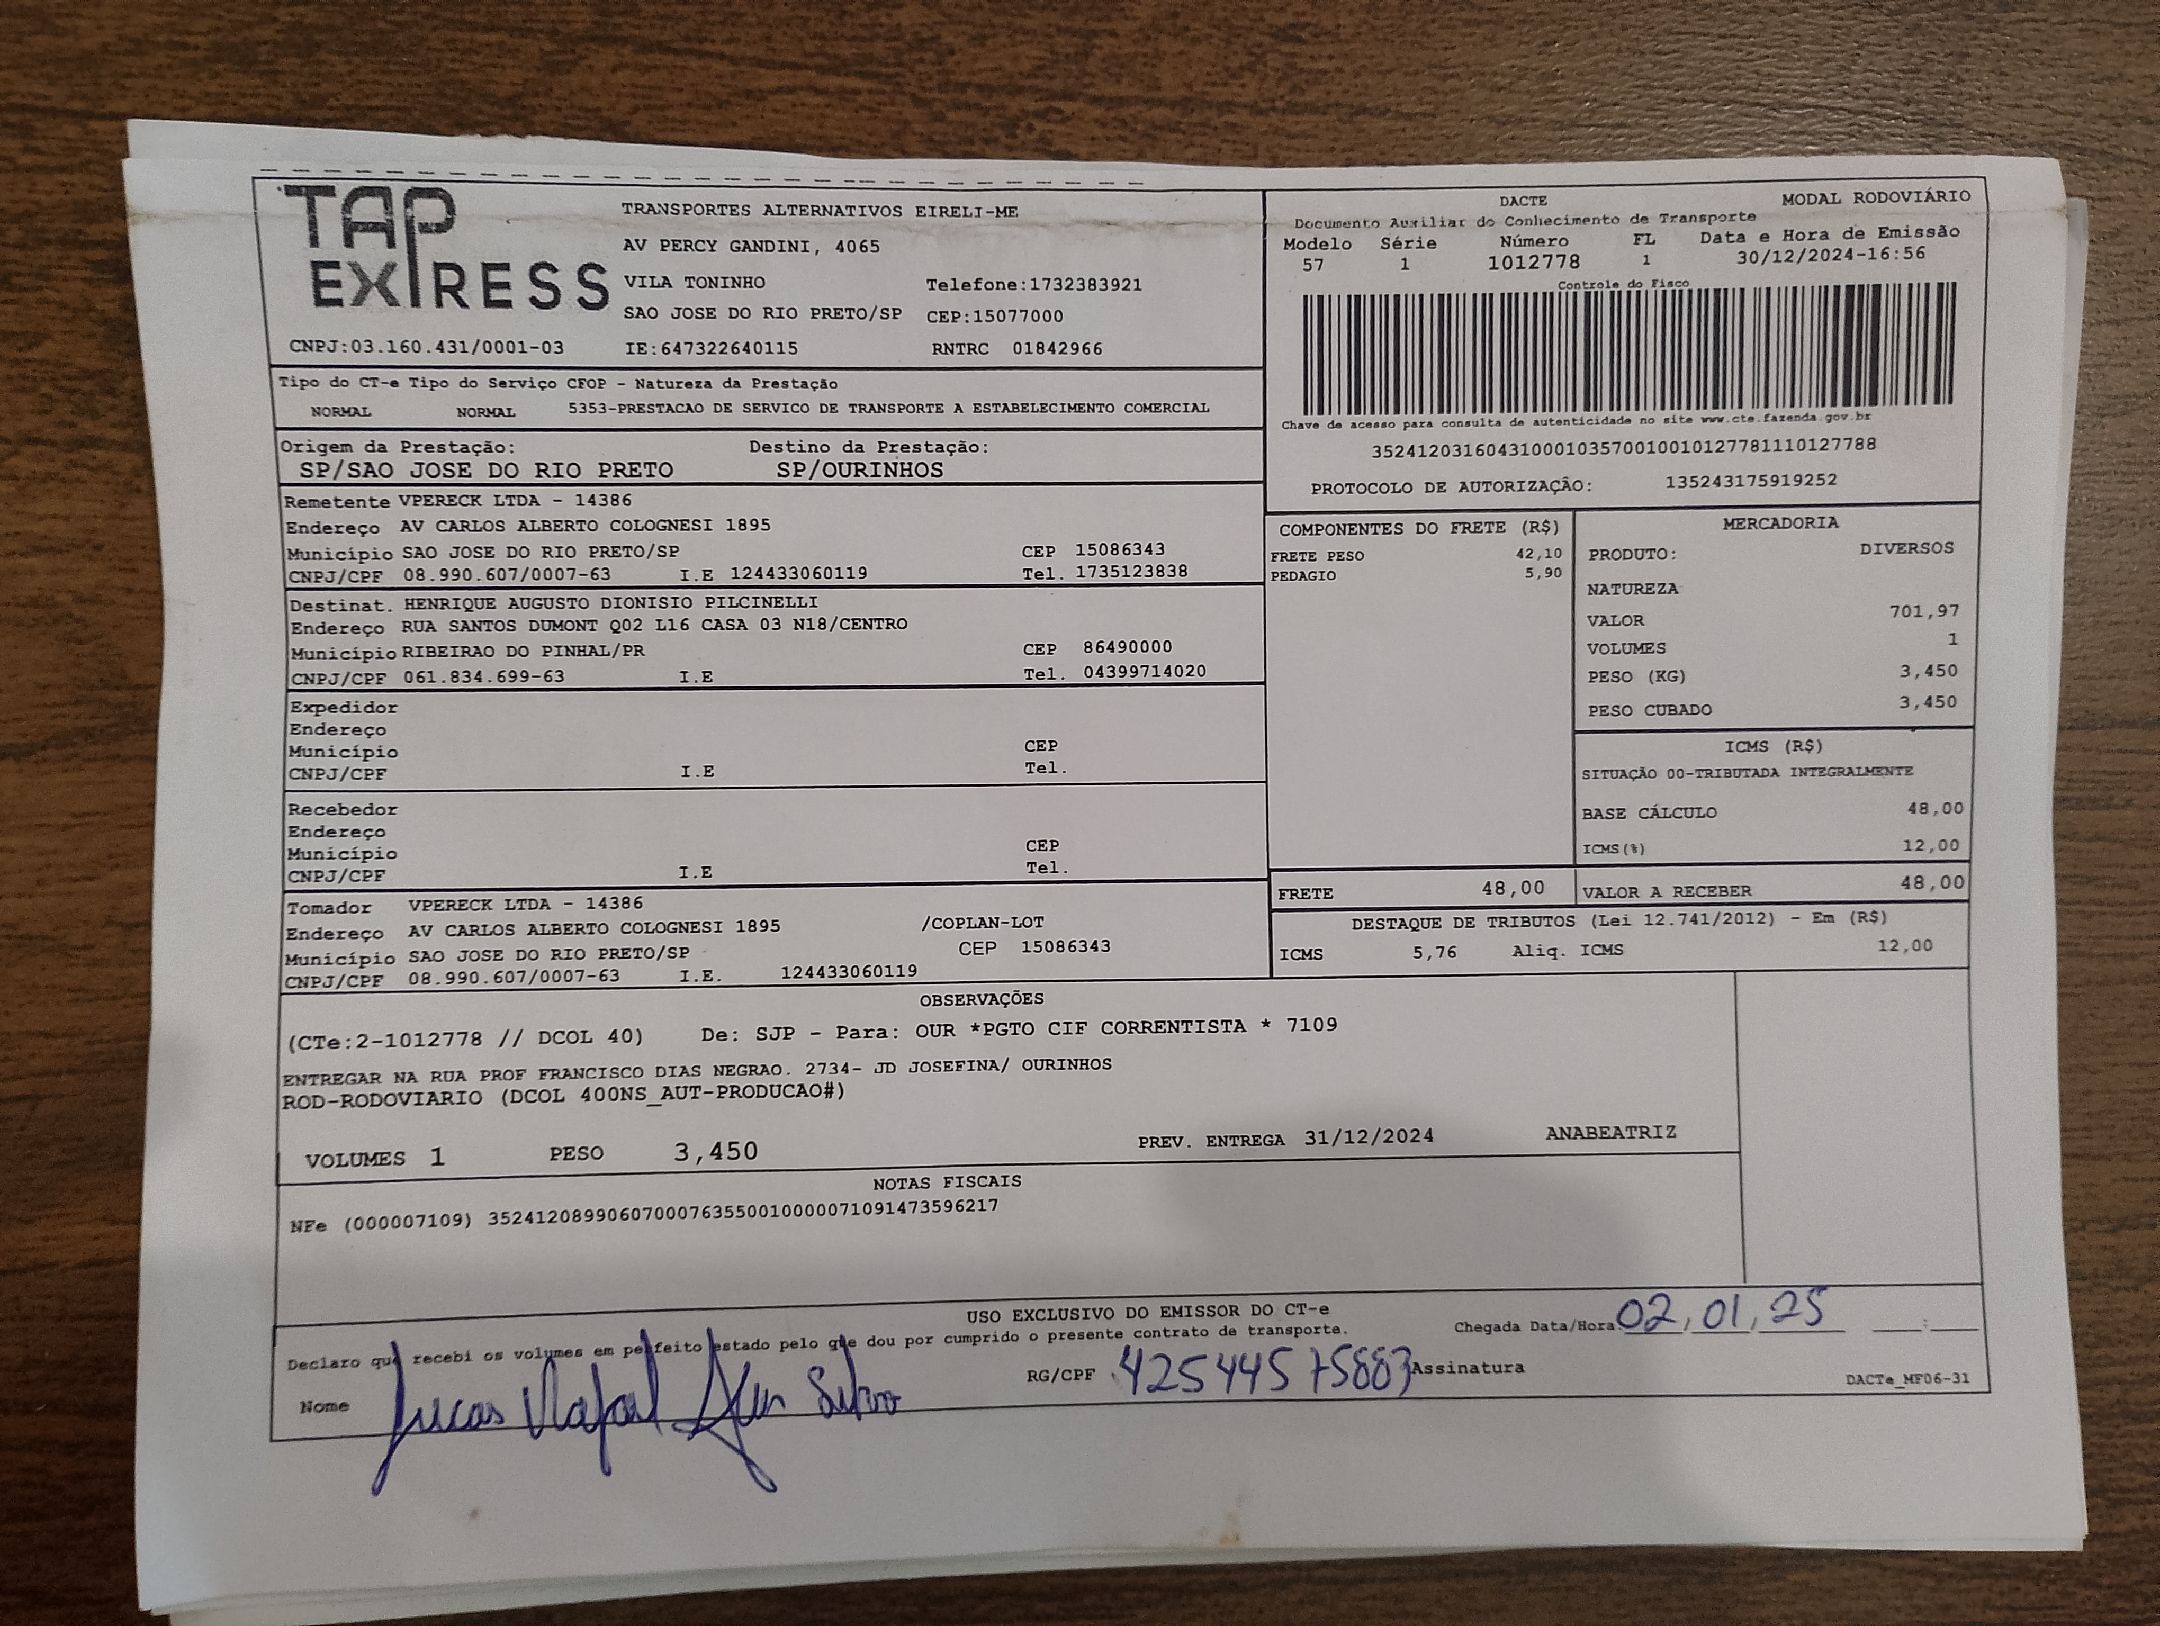 TAP
EXPRESS
TRANSPORTES ALTERNATIVOS EIRELI-ME
AV PERCY GANDINI, 4065
VILA TONINHO Telefone:1732383921
SAO JOSE DO RIO PRETO/SP CEP:15077000
CNPJ:03.160.431/0001-03 IE:647322640115 RNTRC 01842966
DACTE MODAL RODOVIÁRIO
Documento Auxiliar do Conhecimento de Transporte
Modelo Série Número FL Data e Hora de Emissão
57 1 1012778 1 30/12/2024-16:56
Controle do Fisco
Chave de acesso para consulta de autenticidade no site www.cte.fazenda.gov.br
35241203160431000103570010010127781110127788
PROTOCOLO DE AUTORIZAÇÃO: 135243175919252
Tipo do CT-e Tipo do Serviço CFOP - Natureza da Prestação
NORMAL NORMAL 5353-PRESTACAO DE SERVICO DE TRANSPORTE A ESTABELECIMENTO COMERCIAL
Origem da Prestação: Destino da Prestação:
SP/SAO JOSE DO RIO PRETO SP/OURINHOS
Remetente VPERECK LTDA - 14386
Endereço AV CARLOS ALBERTO COLOGNESI 1895
Município SAO JOSE DO RIO PRETO/SP CEP 15086343
CNPJ/CPF 08.990.607/0007-63 I.E 124433060119 Tel. 1735123838
Destinat. HENRIQUE AUGUSTO DIONISIO PILCINELLI
Endereço RUA SANTOS DUMONT Q02 L16 CASA 03 N18/CENTRO
Município RIBEIRAO DO PINHAL/PR CEP 86490000
CNPJ/CPF 061.834.699-63 I.E Tel. 04399714020
Expedidor
Endereço
Município CEP
CNPJ/CPF I.E Tel.
Recebedor
Endereço
Município CEP
CNPJ/CPF I.E Tel.
Tomador VPERECK LTDA - 14386
Endereço AV CARLOS ALBERTO COLOGNESI 1895 /COPLAN-LOT
Município SAO JOSE DO RIO PRETO/SP CEP 15086343
CNPJ/CPF 08.990.607/0007-63 I.E. 124433060119
COMPONENTES DO FRETE (R$)
FRETE PESO 42,10
PEDAGIO 5,90
MERCADORIA
PRODUTO: DIVERSOS
NATUREZA
VALOR 701,97
VOLUMES 1
PESO (KG) 3,450
PESO CUBADO 3,450
ICMS (R$)
SITUAÇÃO 00-TRIBUTADA INTEGRALMENTE
BASE CÁLCULO 48,00
ICMS(%) 12,00
FRETE 48,00 VALOR A RECEBER 48,00
DESTAQUE DE TRIBUTOS (Lei 12.741/2012) - Em (R$)
ICMS 5,76 Aliq. ICMS 12,00
OBSERVAÇÕES
(CTe:2-1012778 // DCOL 40) De: SJP - Para: OUR *PGTO CIF CORRENTISTA * 7109
ENTREGAR NA RUA PROF FRANCISCO DIAS NEGRAO. 2734- JD JOSEFINA/ OURINHOS
ROD-RODOVIARIO (DCOL 400NS_AUT-PRODUCAO#)
VOLUMES 1 PESO 3,450 PREV. ENTREGA 31/12/2024 ANABEATRIZ
NOTAS FISCAIS
NFe (000007109) 35241208990607000763550010000071091473596217
USO EXCLUSIVO DO EMISSOR DO CT-e
Declaro que recebi os volumes em perfeito estado pelo que dou por cumprido o presente contrato de transporte.
Chegada Data/Hora: 02,01,25 :
Nome Lucas Rafael Silva RG/CPF 42544575883 Assinatura
DACTe_MF06-31